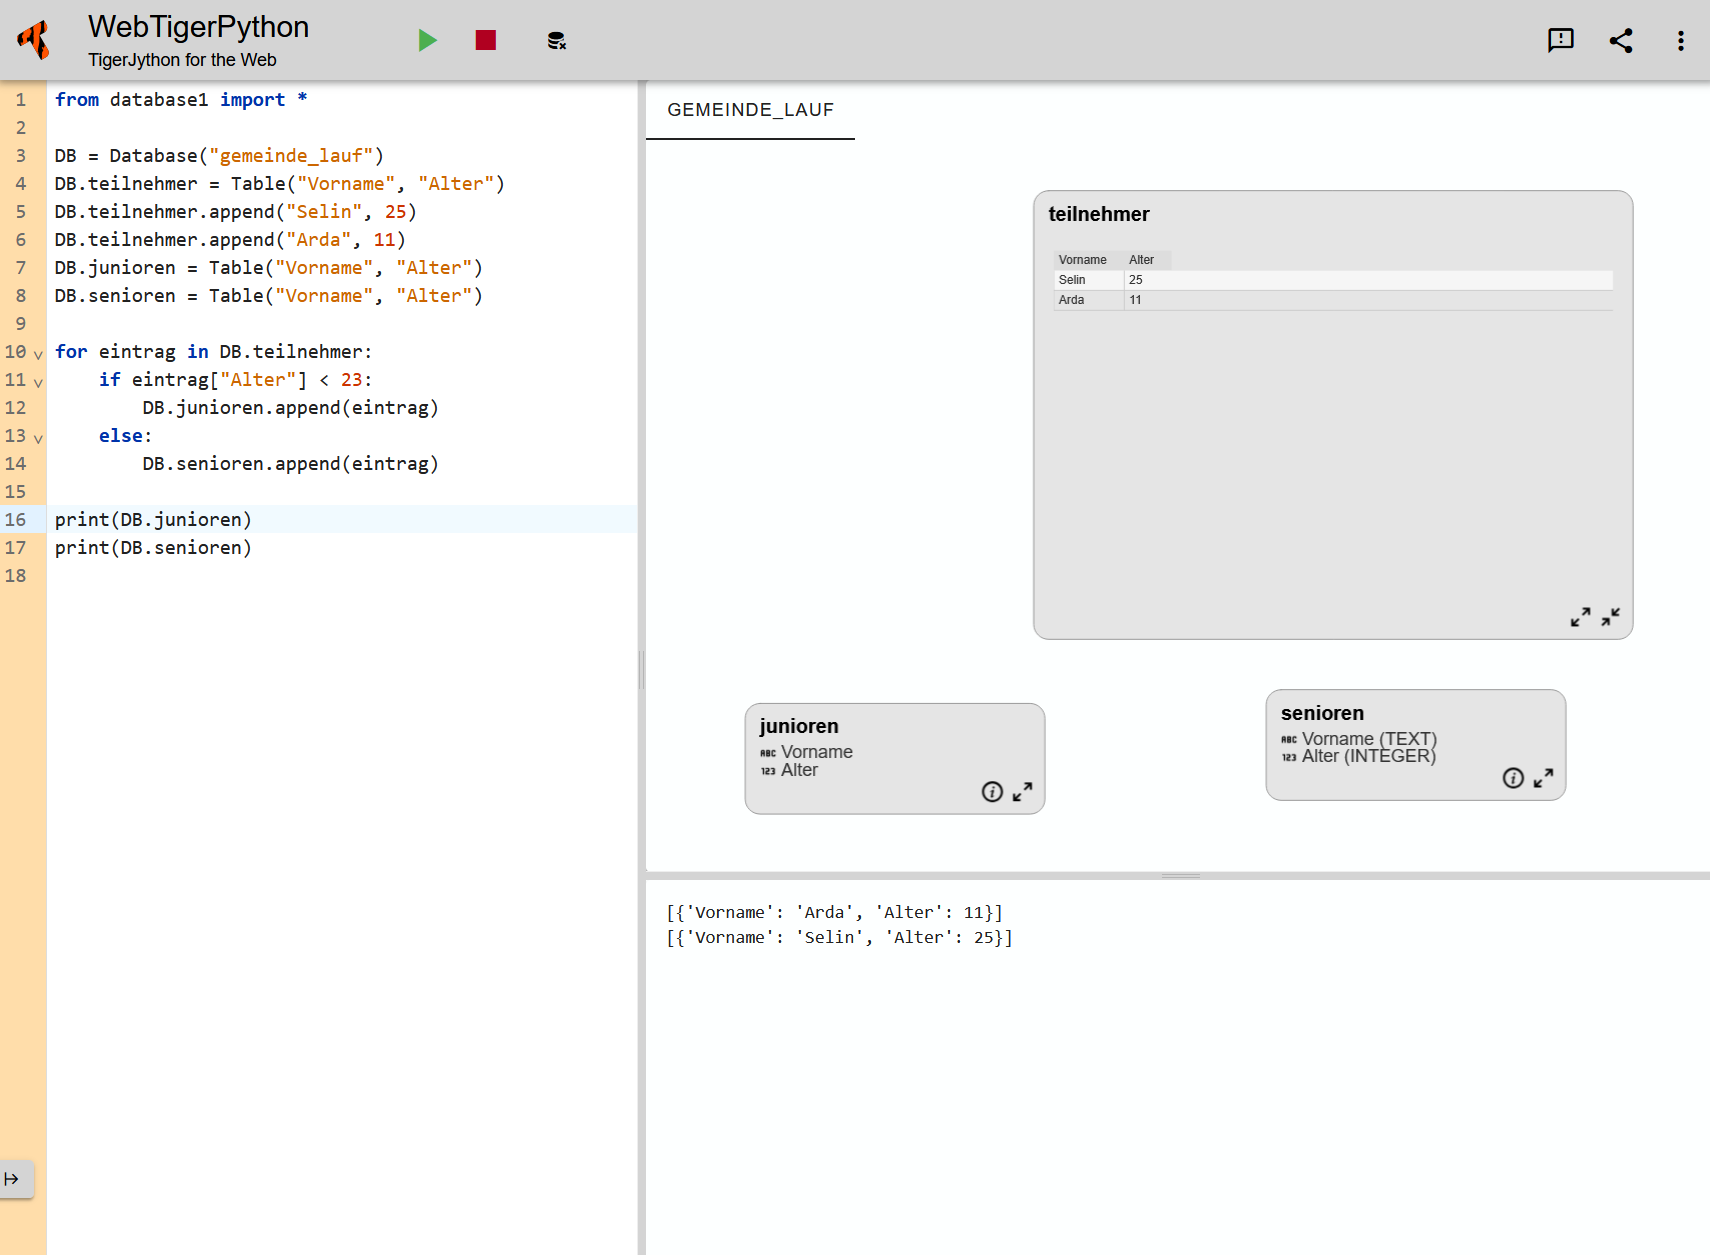 WebTigerPython
TigerJython for the Web
1 from database1 import *
2
3 DB = Database("gemeinde_lauf")
4 DB.teilnehmer = Table("Vorname", "Alter")
5 DB.teilnehmer.append("Selin", 25)
6 DB.teilnehmer.append("Arda", 11)
7 DB.junioren = Table("Vorname", "Alter")
8 DB.senioren = Table("Vorname", "Alter")
9
10 for eintrag in DB.teilnehmer:
11     if eintrag["Alter"] < 23:
12         DB.junioren.append(eintrag)
13     else:
14         DB.senioren.append(eintrag)
15
16 print(DB.junioren)
17 print(DB.senioren)
18
GEMEINDE_LAUF
teilnehmer
Vorname Alter
Selin 25
Arda 11
junioren
ABC Vorname
123 Alter
senioren
ABC Vorname (TEXT)
123 Alter (INTEGER)
[{'Vorname': 'Arda', 'Alter': 11}]
[{'Vorname': 'Selin', 'Alter': 25}]